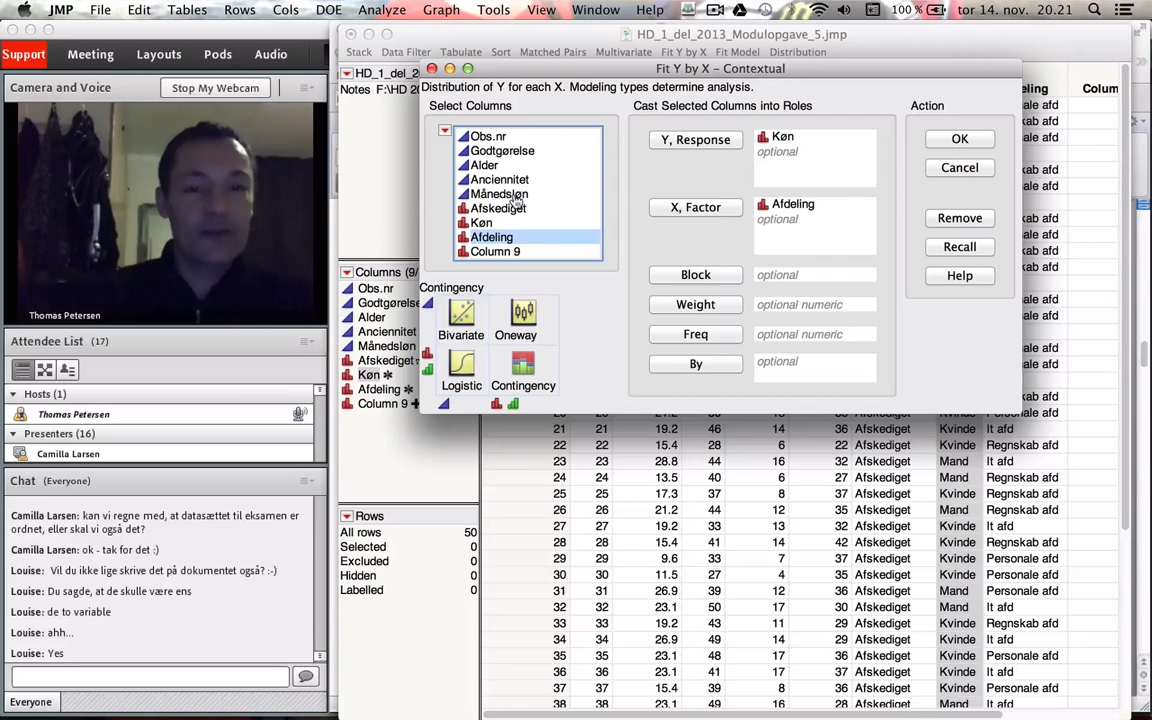 JMP File Edit Tables Rows Cols DOE Analyze Graph Tools View Window Help 100 % tor 14. nov. 20.21
Support Meeting Layouts Pods Audio
Camera and Voice Stop My Webcam
Thomas Petersen
Attendee List (17)
Hosts (1)
Thomas Petersen
Presenters (16)
Camilla Larsen
Chat (Everyone)
Camilla Larsen: kan vi regne med, at datasættet til eksamen er
ordnet, eller skal vi også det?
Camilla Larsen: ok - tak for det :)
Louise: Vil du ikke lige skrive det på dokumentet også? :-)
Louise: Du sagde, at de skulle være ens
Louise: de to variable
Louise: ahh...
Louise: Yes
Everyone
HD_1_del_2013_Modulopgave_5.jmp
Stack Data Filter Tabulate Sort Matched Pairs Multivariate Fit Y by X Fit Model Distribution
HD_1_del_2
Notes F:\HD 2
Fit Y by X – Contextual
Distribution of Y for each X. Modeling types determine analysis.
Select Columns
Obs.nr
Godtgørelse
Alder
Anciennitet
Månedsløn
Afskediget
Køn
Afdeling
Column 9
Contingency
Bivariate Oneway
Logistic Contingency
Cast Selected Columns into Roles
Y, Response Køn
optional
X, Factor Afdeling
optional
Block optional
Weight optional numeric
Freq optional numeric
By optional
Action
OK
Cancel
Remove
Recall
Help
Columns (9/
Obs.nr
Godtgørelse
Alder
Anciennitet
Månedsløn
Afskediget
Køn
Afdeling
Column 9
Rows
All rows 50
Selected 0
Excluded 0
Hidden 0
Labelled 0
21 21 19.2 46 14 36 Afskediget Kvinde It afd
22 22 15.4 28 6 22 Afskediget Kvinde Regnskab afd
23 23 28.8 44 16 32 Afskediget Mand It afd
24 24 13.5 40 6 27 Afskediget Mand Regnskab afd
25 25 17.3 37 8 37 Afskediget Kvinde Regnskab afd
26 26 21.2 44 12 35 Afskediget Mand Regnskab afd
27 27 19.2 33 13 32 Afskediget Kvinde It afd
28 28 15.4 41 14 42 Afskediget Kvinde Regnskab afd
29 29 9.6 33 7 37 Afskediget Kvinde Personale afd
30 30 11.5 27 4 35 Afskediget Kvinde Personale afd
31 31 26.9 39 12 36 Afskediget Mand Personale afd
32 32 23.1 50 17 30 Afskediget Mand It afd
33 33 19.2 43 11 29 Afskediget Kvinde Regnskab afd
34 34 26.9 49 14 29 Afskediget Kvinde It afd
35 35 23.1 48 17 36 Afskediget Kvinde Personale afd
36 36 23.1 41 17 37 Afskediget Kvinde It afd
37 37 15.4 39 8 36 Afskediget Kvinde Personale afd
38 38 23.1 44 13 38 Afskediget Mand It afd